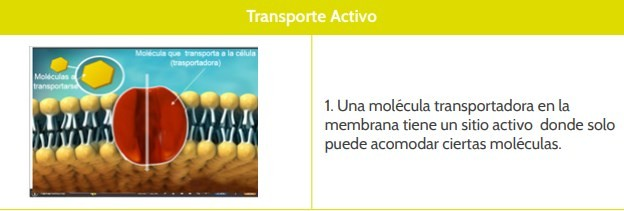 Transporte Activo
Molécula que transporta a la célula
(trasportadora)
Moléculas a
transportarse
1. Una molécula transportadora en la
membrana tiene un sitio activo donde solo
puede acomodar ciertas moléculas.